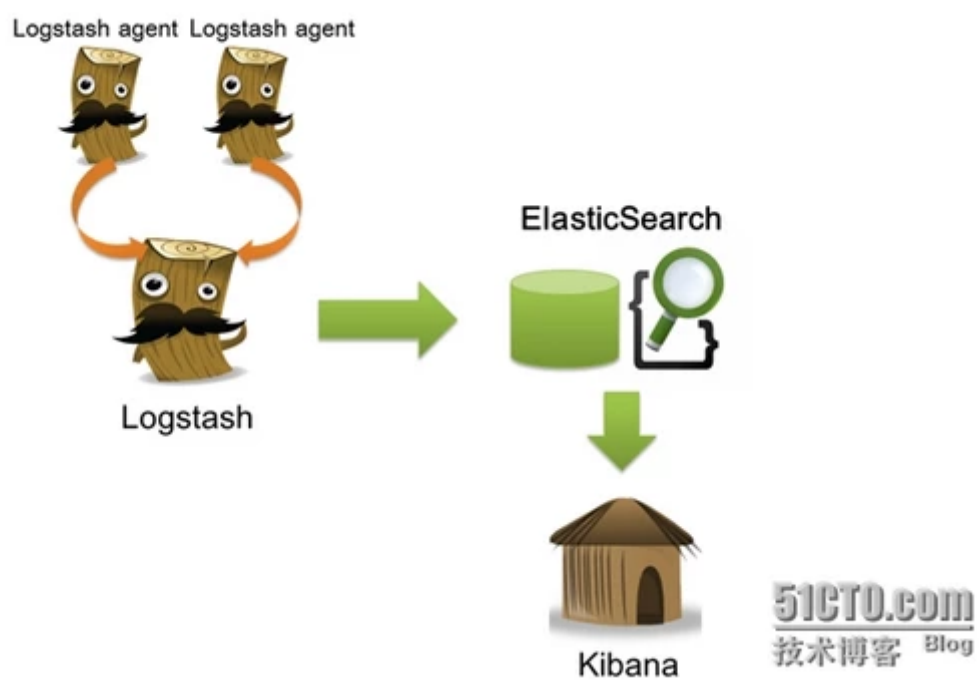 Logstash agent Logstash agent
ElasticSearch
Logstash
Kibana
51CTO.com
技术博客 Blog